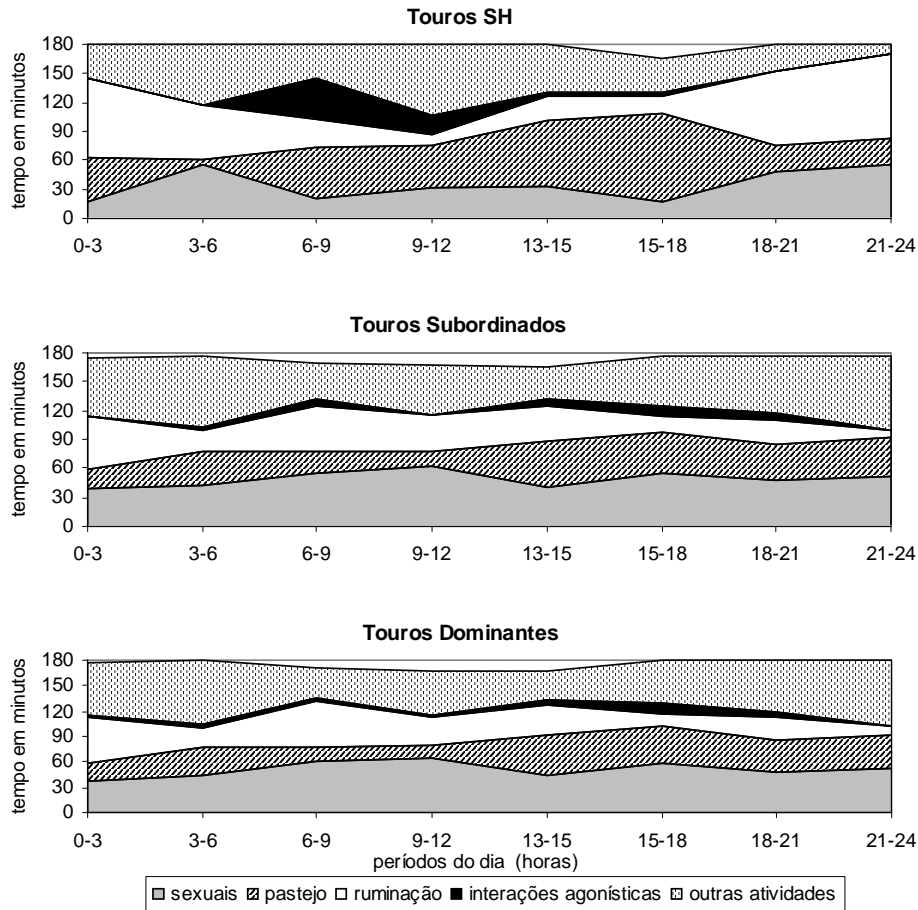 Touros SH
tempo em minutos
180
150
120
90
60
30
0
0-3 3-6 6-9 9-12 13-15 15-18 18-21 21-24
Touros Subordinados
tempo em minutos
180
150
120
90
60
30
0
0-3 3-6 6-9 9-12 13-15 15-18 18-21 21-24
Touros Dominantes
tempo em minutos
180
150
120
90
60
30
0
0-3 3-6 6-9 9-12 13-15 15-18 18-21 21-24
períodos do dia (horas)
sexuais pastejo ruminação interações agonísticas outras atividades